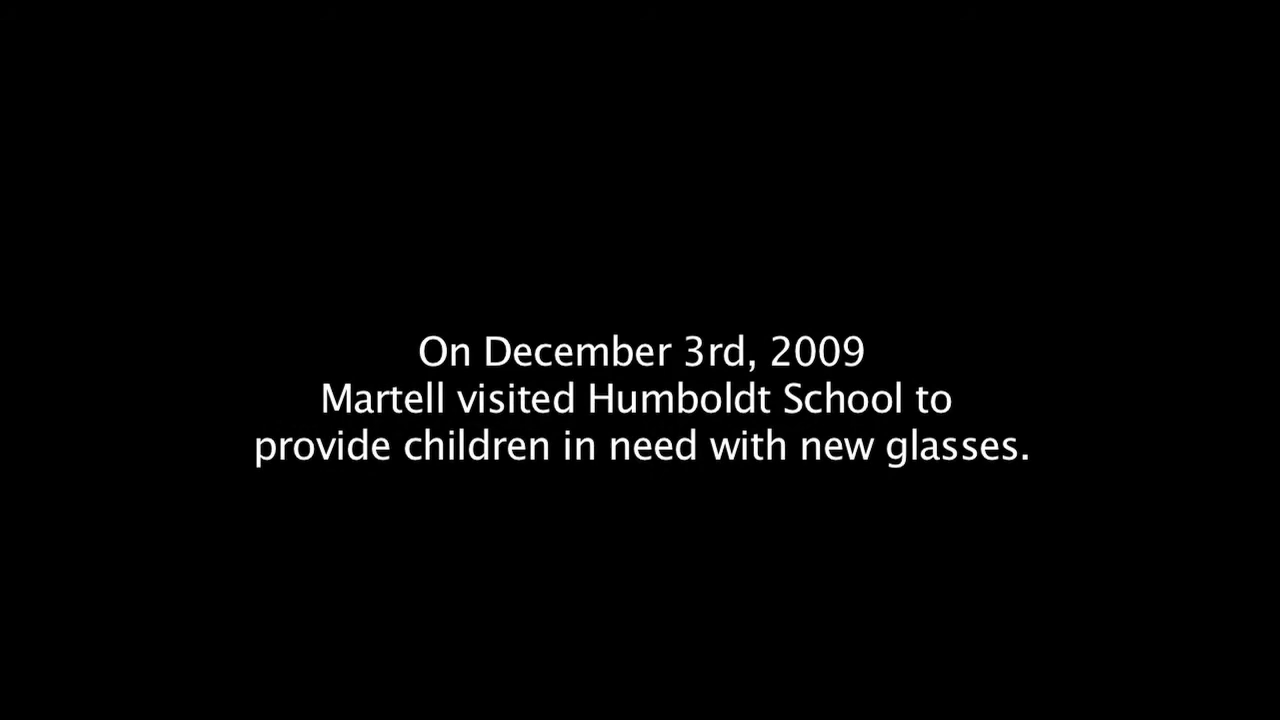 On December 3rd, 2009
Martell visited Humboldt School to
provide children in need with new glasses.